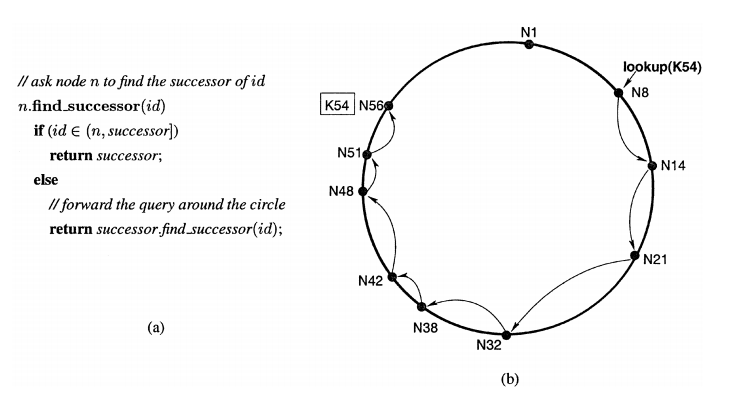 // ask node n to find the successor of id
n.find_successor(id)
if (id ∈ (n, successor])
return successor;
else
// forward the query around the circle
return successor.find_successor(id);
(a)
N1
lookup(K54)
N8
K54 N56
N51
N14
N48
N21
N42
N38
N32
(b)